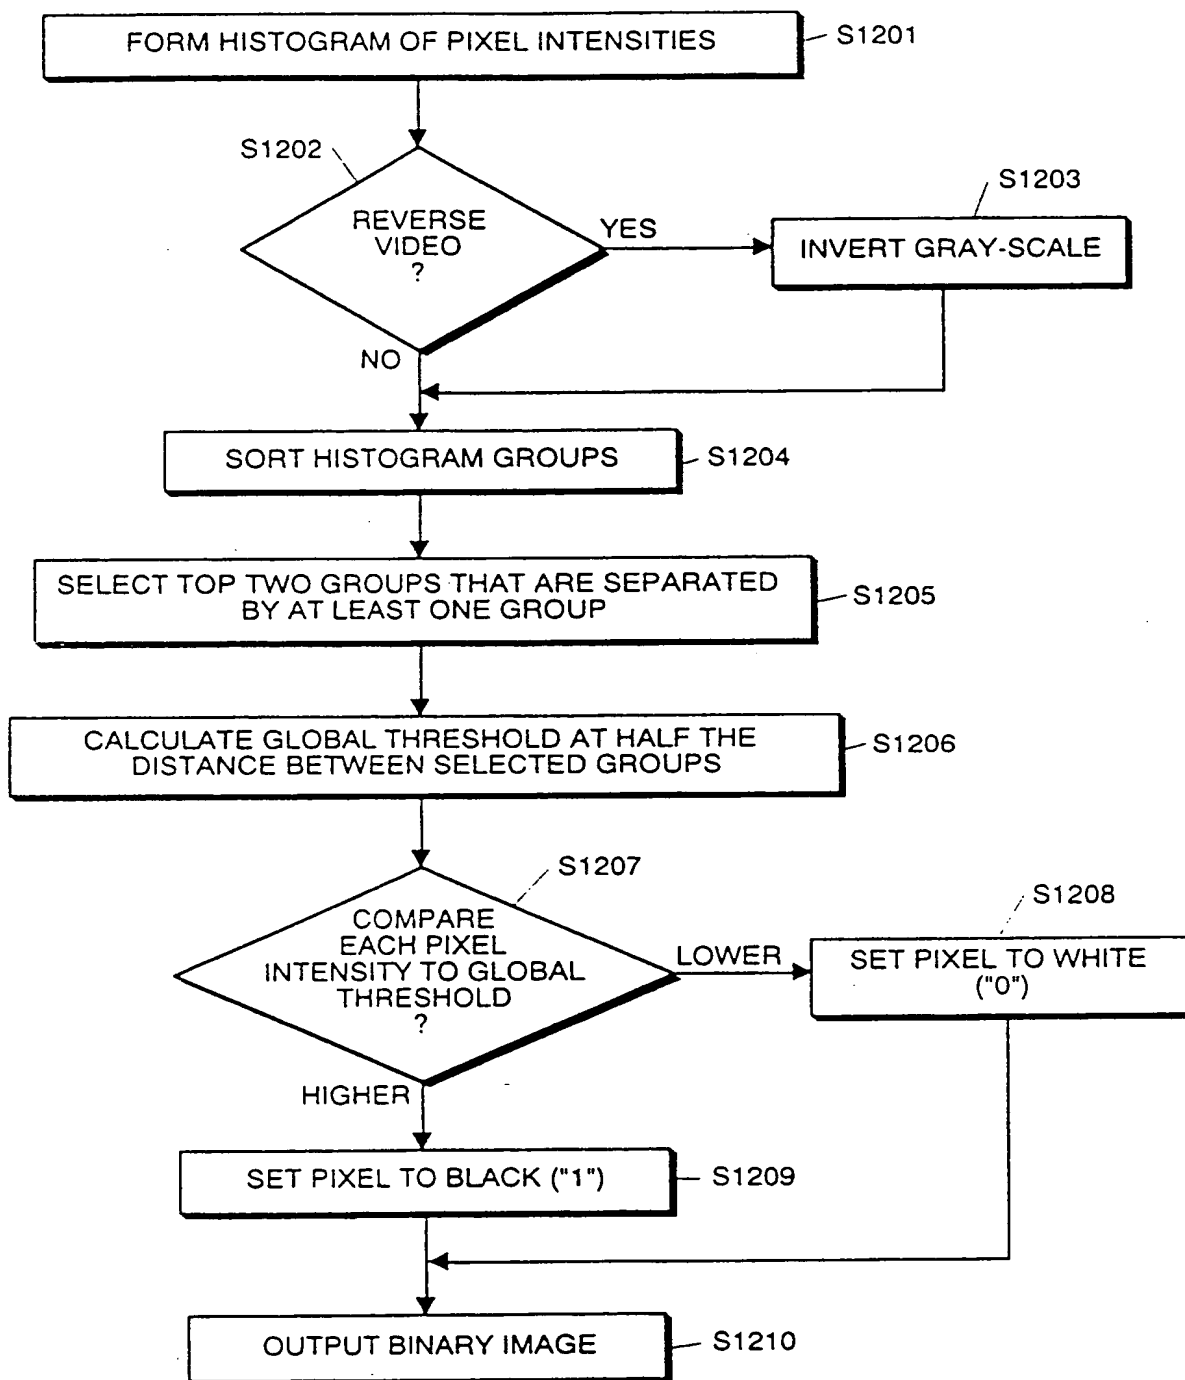 FORM HISTOGRAM OF PIXEL INTENSITIES
S1201
S1202
REVERSE
VIDEO
?
YES
S1203
INVERT GRAY-SCALE
NO
SORT HISTOGRAM GROUPS
S1204
SELECT TOP TWO GROUPS THAT ARE SEPARATED
BY AT LEAST ONE GROUP
S1205
CALCULATE GLOBAL THRESHOLD AT HALF THE
DISTANCE BETWEEN SELECTED GROUPS
S1206
S1207
COMPARE
EACH PIXEL
INTENSITY TO GLOBAL
THRESHOLD
?
LOWER
S1208
SET PIXEL TO WHITE
("0")
HIGHER
SET PIXEL TO BLACK ("1")
S1209
OUTPUT BINARY IMAGE
S1210